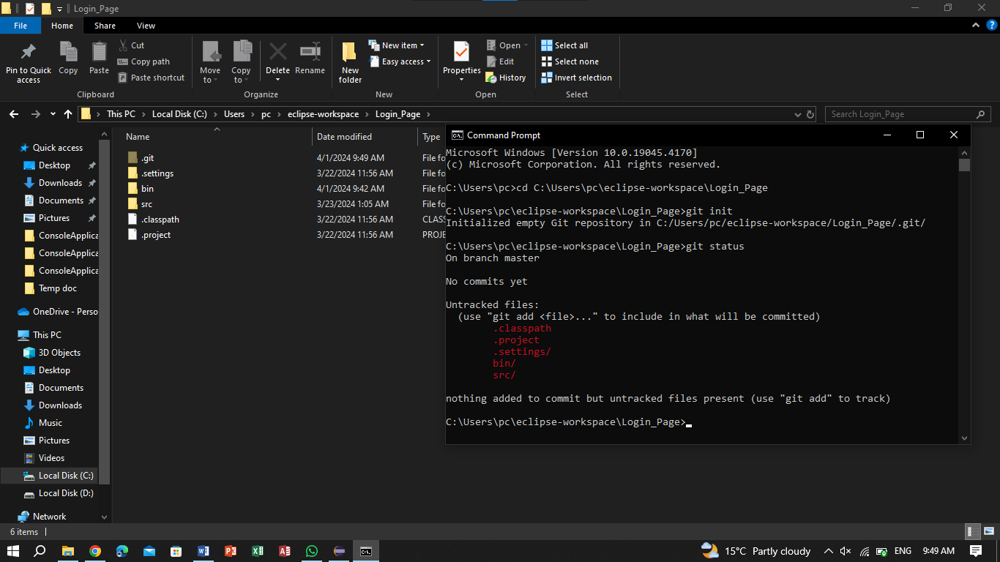 Login_Page
File Home Share View
Pin to Quick access
Copy
Paste
Cut
Copy path
Paste shortcut
Clipboard
Move to
Copy to
Delete
Rename
Organize
New folder
New item
Easy access
New
Properties
Open
Edit
History
Open
Select all
Select none
Invert selection
Select
This PC > Local Disk (C:) > Users > pc > eclipse-workspace > Login_Page >
Search Login_Page
Quick access
Desktop
Downloads
Documents
Pictures
ConsoleApplica
ConsoleApplica
ConsoleApplica
Temp doc
OneDrive - Perso
This PC
3D Objects
Desktop
Documents
Downloads
Music
Pictures
Videos
Local Disk (C:)
Local Disk (D:)
Network
Name Date modified Type
.git 4/1/2024 9:49 AM File fo
.settings 3/22/2024 11:56 AM File fo
bin 4/1/2024 9:42 AM File fo
src 3/23/2024 1:05 AM File fo
.classpath 3/22/2024 11:56 AM CLASS
.project 3/22/2024 11:56 AM PROJE
Command Prompt
Microsoft Windows [Version 10.0.19045.4170]
(c) Microsoft Corporation. All rights reserved.
C:\Users\pc>cd C:\Users\pc\eclipse-workspace\Login_Page
C:\Users\pc\eclipse-workspace\Login_Page>git init
Initialized empty Git repository in C:/Users/pc/eclipse-workspace/Login_Page/.git/
C:\Users\pc\eclipse-workspace\Login_Page>git status
On branch master
No commits yet
Untracked files:
(use "git add <file>..." to include in what will be committed)
.classpath
.project
.settings/
bin/
src/
nothing added to commit but untracked files present (use "git add" to track)
C:\Users\pc\eclipse-workspace\Login_Page>
6 items
15°C Partly cloudy
ENG
9:49 AM